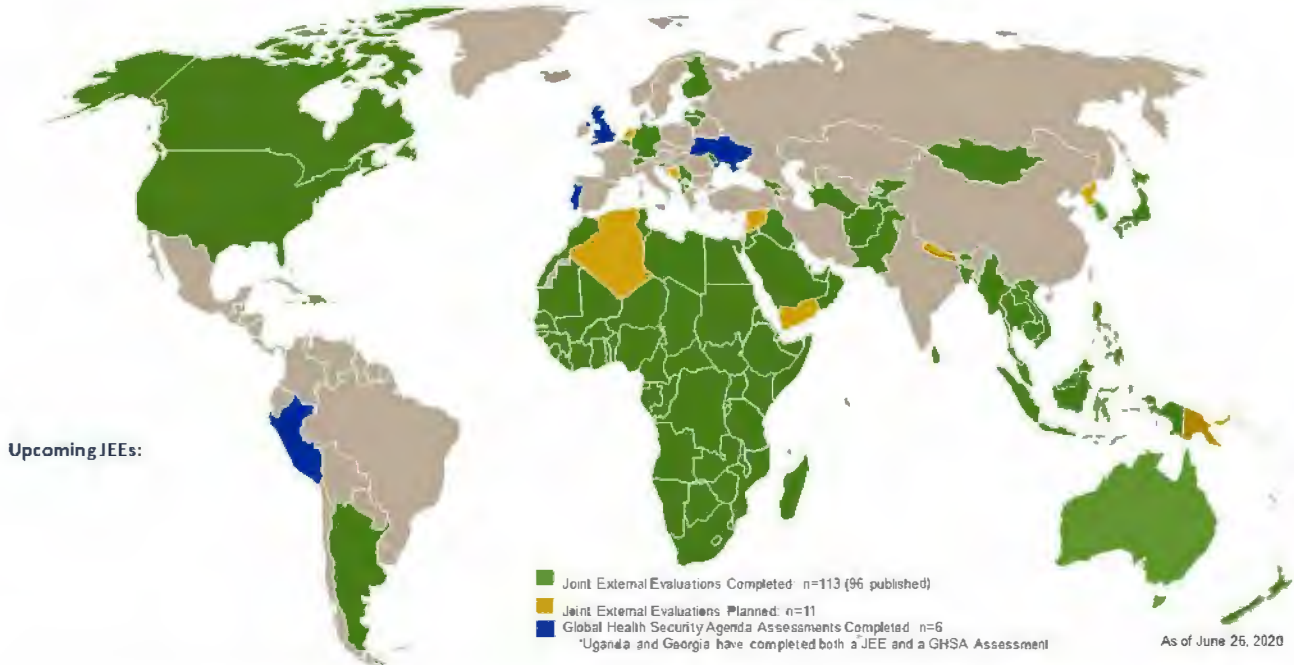 Upcoming JEEs:
Joint External Evaluations Completed n=113 (96 published)
Joint External Evaluations Planned: n=11
Global Health Security Agenda Assessments Completed n=6
*Uganda and Georgia have completed both a JEE and a GHSA Assessment
As of June 26, 2020